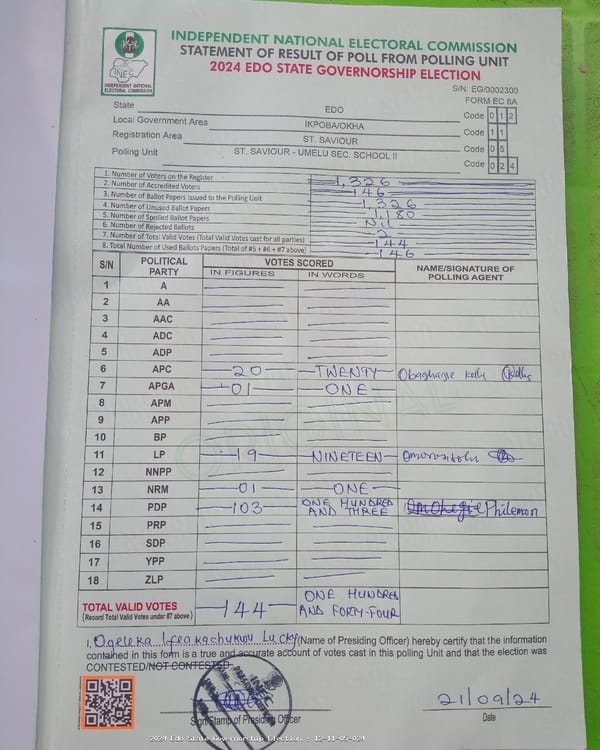 INDEPENDENT NATIONAL ELECTORAL COMMISSION
STATEMENT OF RESULT OF POLL FROM POLLING UNIT
2024 EDO STATE GOVERNORSHIP ELECTION
INEC
INDEPENDENT NATIONAL
ELECTORAL COMMISSION
S/N: EG/0002300
FORM EC 8A
State EDO Code 0 1 2
Local Government Area IKPOBA/OKHA Code 1 1
Registration Area ST. SAVIOUR Code 0 5
Polling Unit ST. SAVIOUR - UMELU SEC. SCHOOL II Code 0 2 4
1. Number of Voters on the Register 1,326
2. Number of Accredited Voters 146
3. Number of Ballot Papers Issued to the Polling Unit 1,326
4. Number of Unused Ballot Papers 1,180
5. Number of Spoiled Ballot Papers Nil
6. Number of Rejected Ballots 2
7. Number of Total Valid Votes (Total Valid Votes cast for all parties) 144
8. Total Number of Used Ballots Papers (Total of #5 + #6 + #7 above) 146
S/N POLITICAL PARTY VOTES SCORED NAME/SIGNATURE OF POLLING AGENT
IN FIGURES IN WORDS
1 A
2 AA
3 AAC
4 ADC
5 ADP
6 APC 20 TWENTY
7 APGA 01 ONE
8 APM
9 APP
10 BP
11 LP 19 NINETEEN
12 NNPP
13 NRM 01 ONE
14 PDP 103 ONE HUNDRED AND THREE Philemon
15 PRP
16 SDP
17 YPP
18 ZLP
TOTAL VALID VOTES 144 ONE HUNDRED AND FORTY-FOUR
(Record Total Valid Votes under #7 above)
I, Ogeleka Ifeakachukwu Lucky (Name of Presiding Officer) hereby certify that the information
contained in this form is a true and accurate account of votes cast in this polling Unit and that the election was
CONTESTED/NOT CONTESTED
INEC
21/09/24
Sign/Stamp of Presiding Officer Date
2024 Edo State Governorship Election : 12-11-05-024